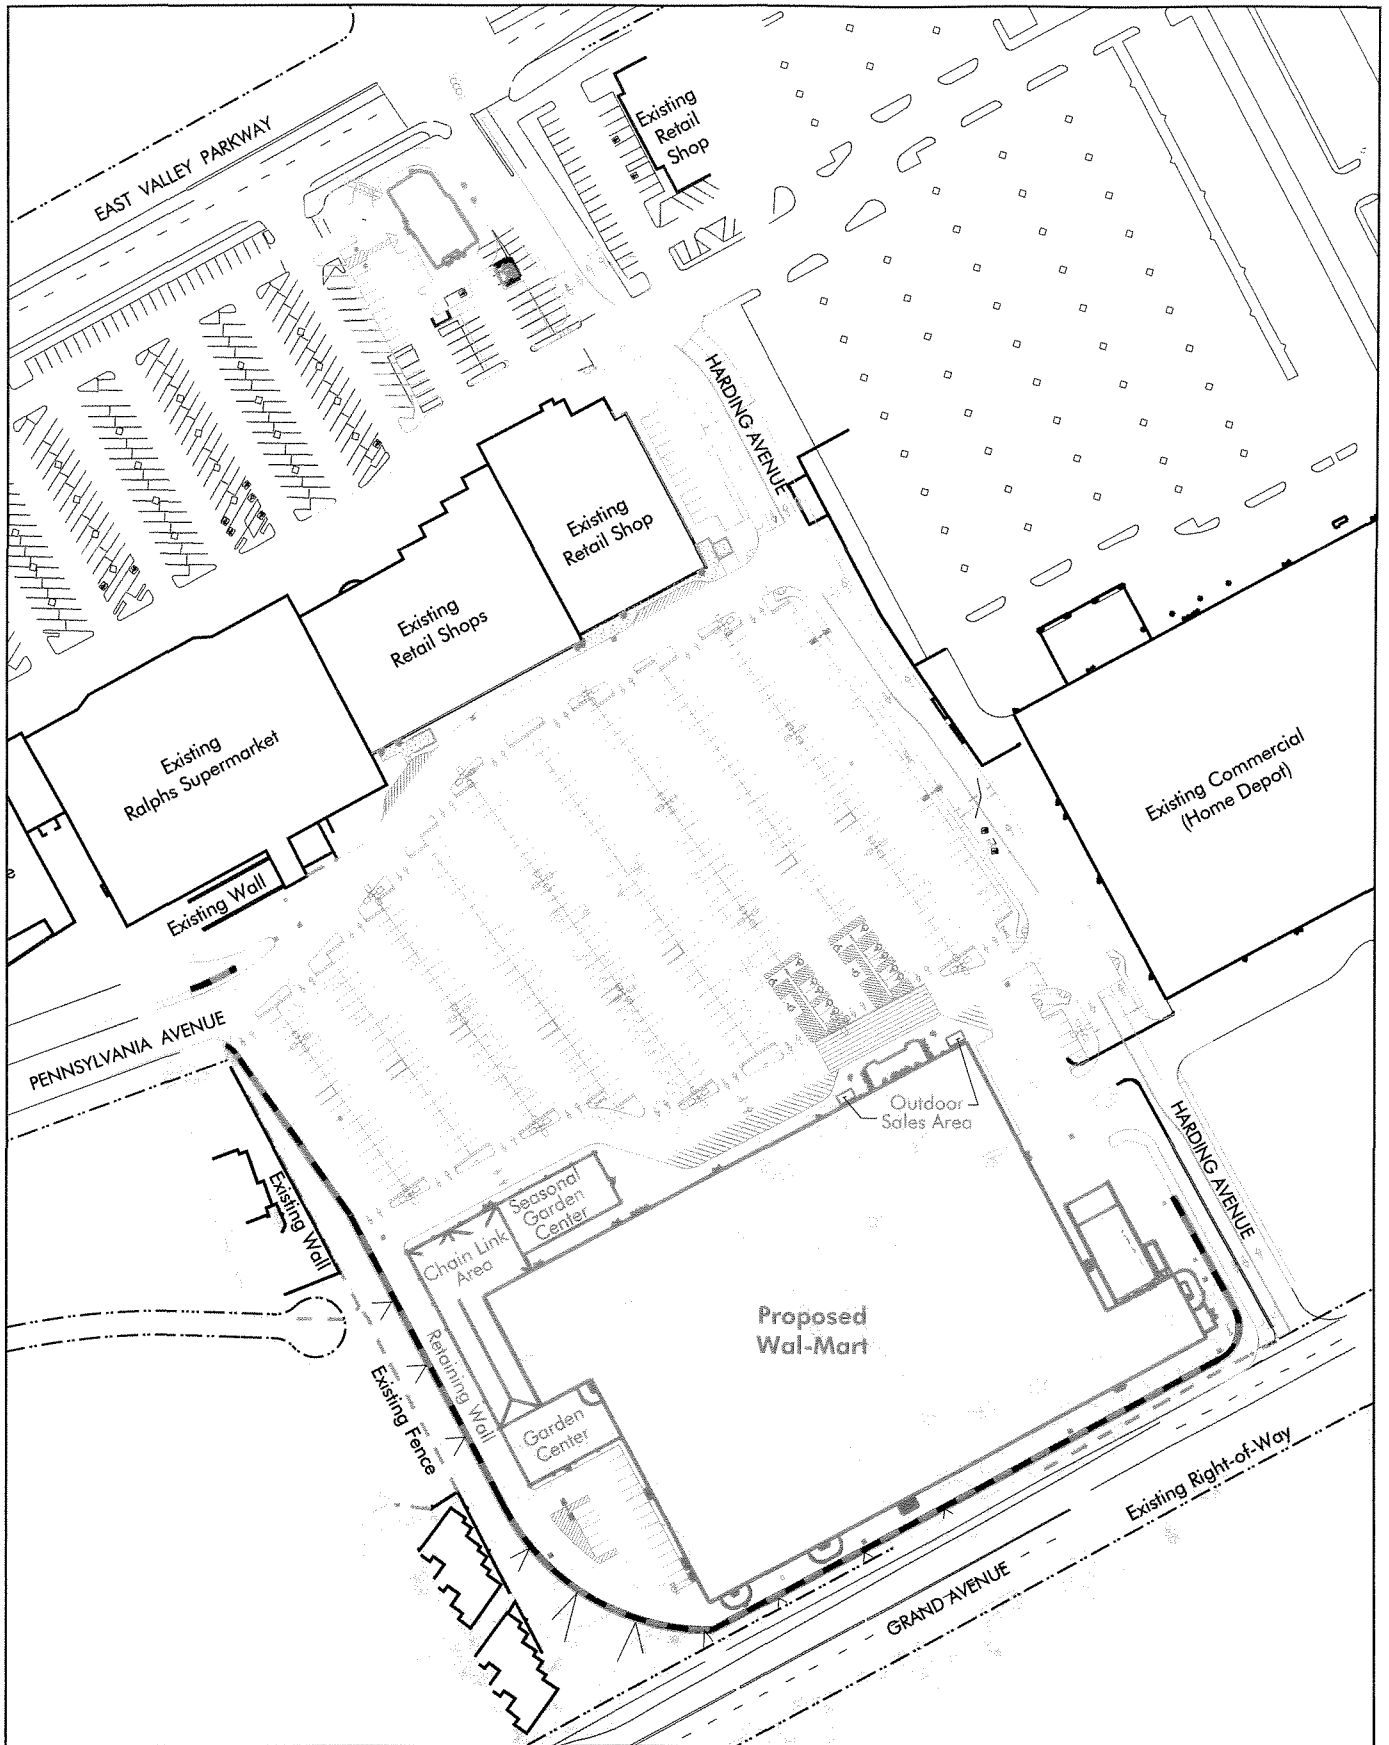 Existing
Retail
Shop
EAST VALLEY PARKWAY
HARDING AVENUE
Existing
Retail Shop
Existing
Retail Shops
Existing
Ralphs Supermarket
Existing Commercial
(Home Depot)
e
Existing Wall
PENNSYLVANIA AVENUE
Outdoor
Sales Area
HARDING AVENUE
Existing Wall
Seasonal
Garden
Center
Chain Link
Area
Proposed
Wal-Mart
Retaining Wall
Existing Fence
Garden
Center
Existing Right-of-Way
GRAND AVENUE